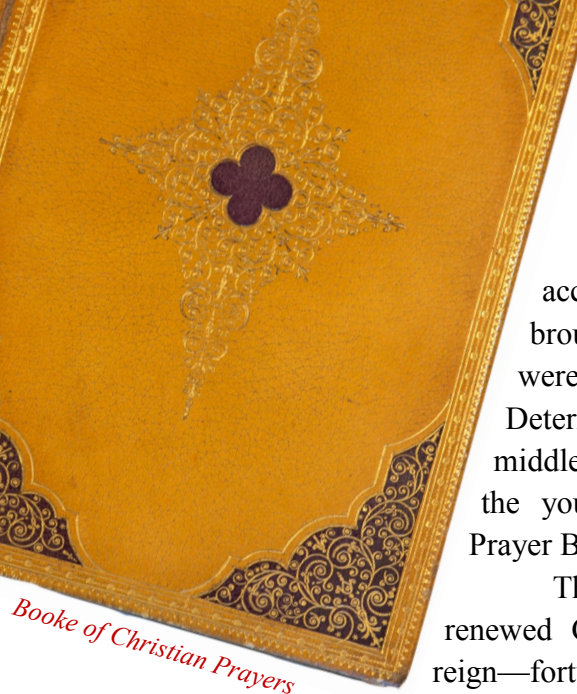 acc
brou
were
Deter
middle
the you
Prayer B
Th
renewed
reign—fort
Booke of Christian Prayers